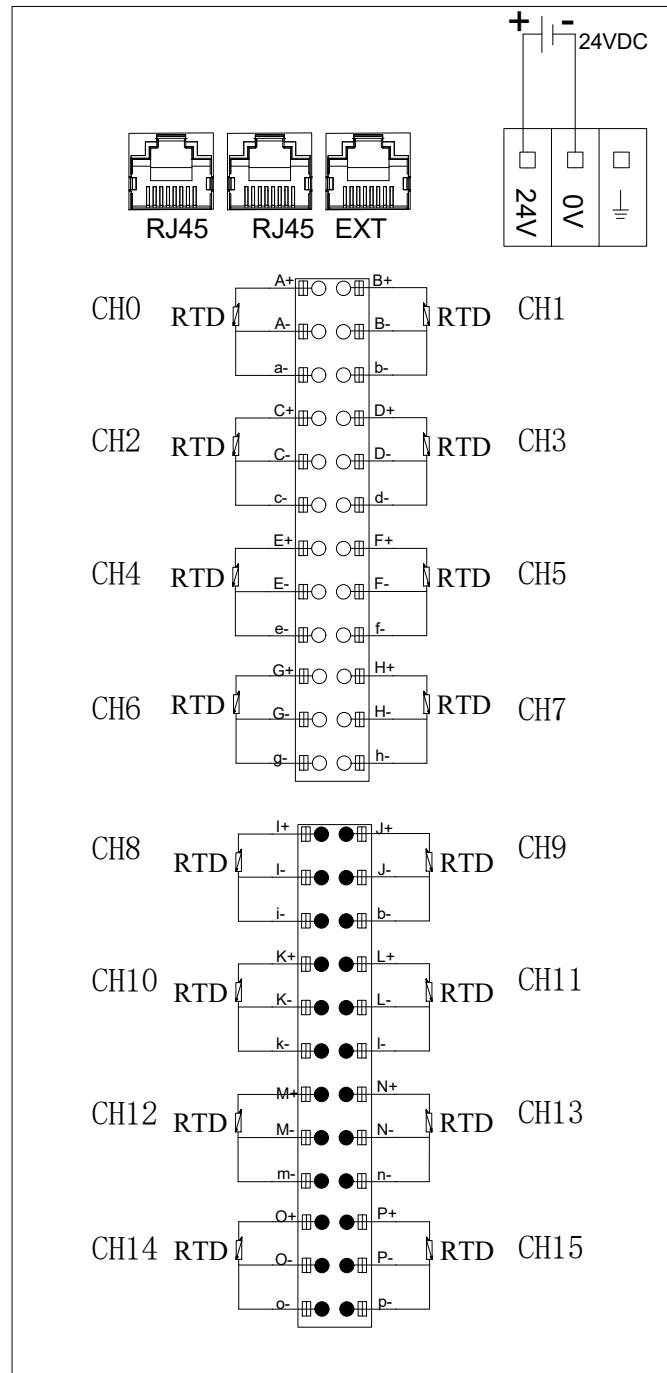 + -
24VDC
24V 0V
RJ45 RJ45 EXT
A+ B+
CH0 RTD RTD CH1
A- B-
a- b-
C+ D+
CH2 RTD RTD CH3
C- D-
c- d-
E+ F+
CH4 RTD RTD CH5
E- F-
e- f-
G+ H+
CH6 RTD RTD CH7
G- H-
g- h-
I+ J+
CH8 RTD RTD CH9
I- J-
i- b-
K+ L+
CH10 RTD RTD CH11
K- L-
k- l-
M+ N+
CH12 RTD RTD CH13
M- N-
m- n-
O+ P+
CH14 RTD RTD CH15
O- P-
o- p-